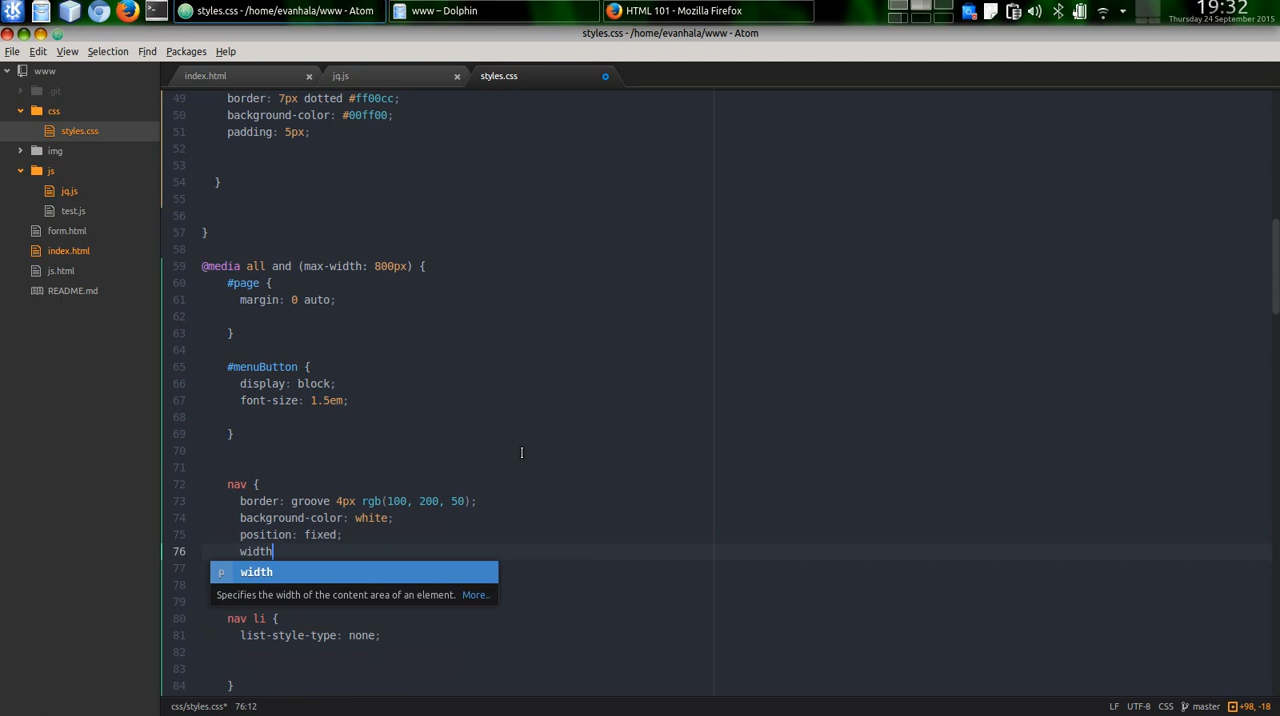 styles.css - /home/evanhala/www - Atom
www – Dolphin
HTML 101 - Mozilla Firefox
19:32
Thursday 24 September 2015
styles.css - /home/evanhala/www - Atom
File Edit View Selection Find Packages Help
www
.git
css
styles.css
img
js
jq.js
test.js
form.html
index.html
js.html
README.md
index.html
jq.js
styles.css
49 border: 7px dotted #ff00cc;
50 background-color: #00ff00;
51 padding: 5px;
52
53
54 }
55
56
57 }
58
59 @media all and (max-width: 800px) {
60 #page {
61 margin: 0 auto;
62
63 }
64
65 #menuButton {
66 display: block;
67 font-size: 1.5em;
68
69 }
70
71
72 nav {
73 border: groove 4px rgb(100, 200, 50);
74 background-color: white;
75 position: fixed;
76 width
77
p width
78
Specifies the width of the content area of an element. More..
79
80 nav li {
81 list-style-type: none;
82
83
84 }
css/styles.css* 76:12
LF UTF-8 CSS master +98, -18